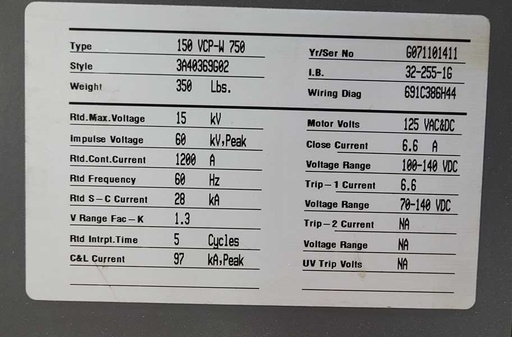 Type 150 VCP-W 750
Style 3A40369G02
Weight 350 Lbs.
Yr/Ser No G071101411
I.B. 32-255-1G
Wiring Diag 691C386H44
Rtd.Max.Voltage 15 kV
Impulse Voltage 60 kV,Peak
Rtd.Cont.Current 1200 A
Rtd Frequency 60 Hz
Rtd S-C Current 28 kA
V Range Fac-K 1.3
Rtd Intrpt.Time 5 Cycles
C&L Current 97 kA,Peak
Motor Volts 125 VAC&DC
Close Current 6.6 A
Voltage Range 100-140 VDC
Trip-1 Current 6.6
Voltage Range 70-140 VDC
Trip-2 Current NA
Voltage Range NA
UV Trip Volts NA